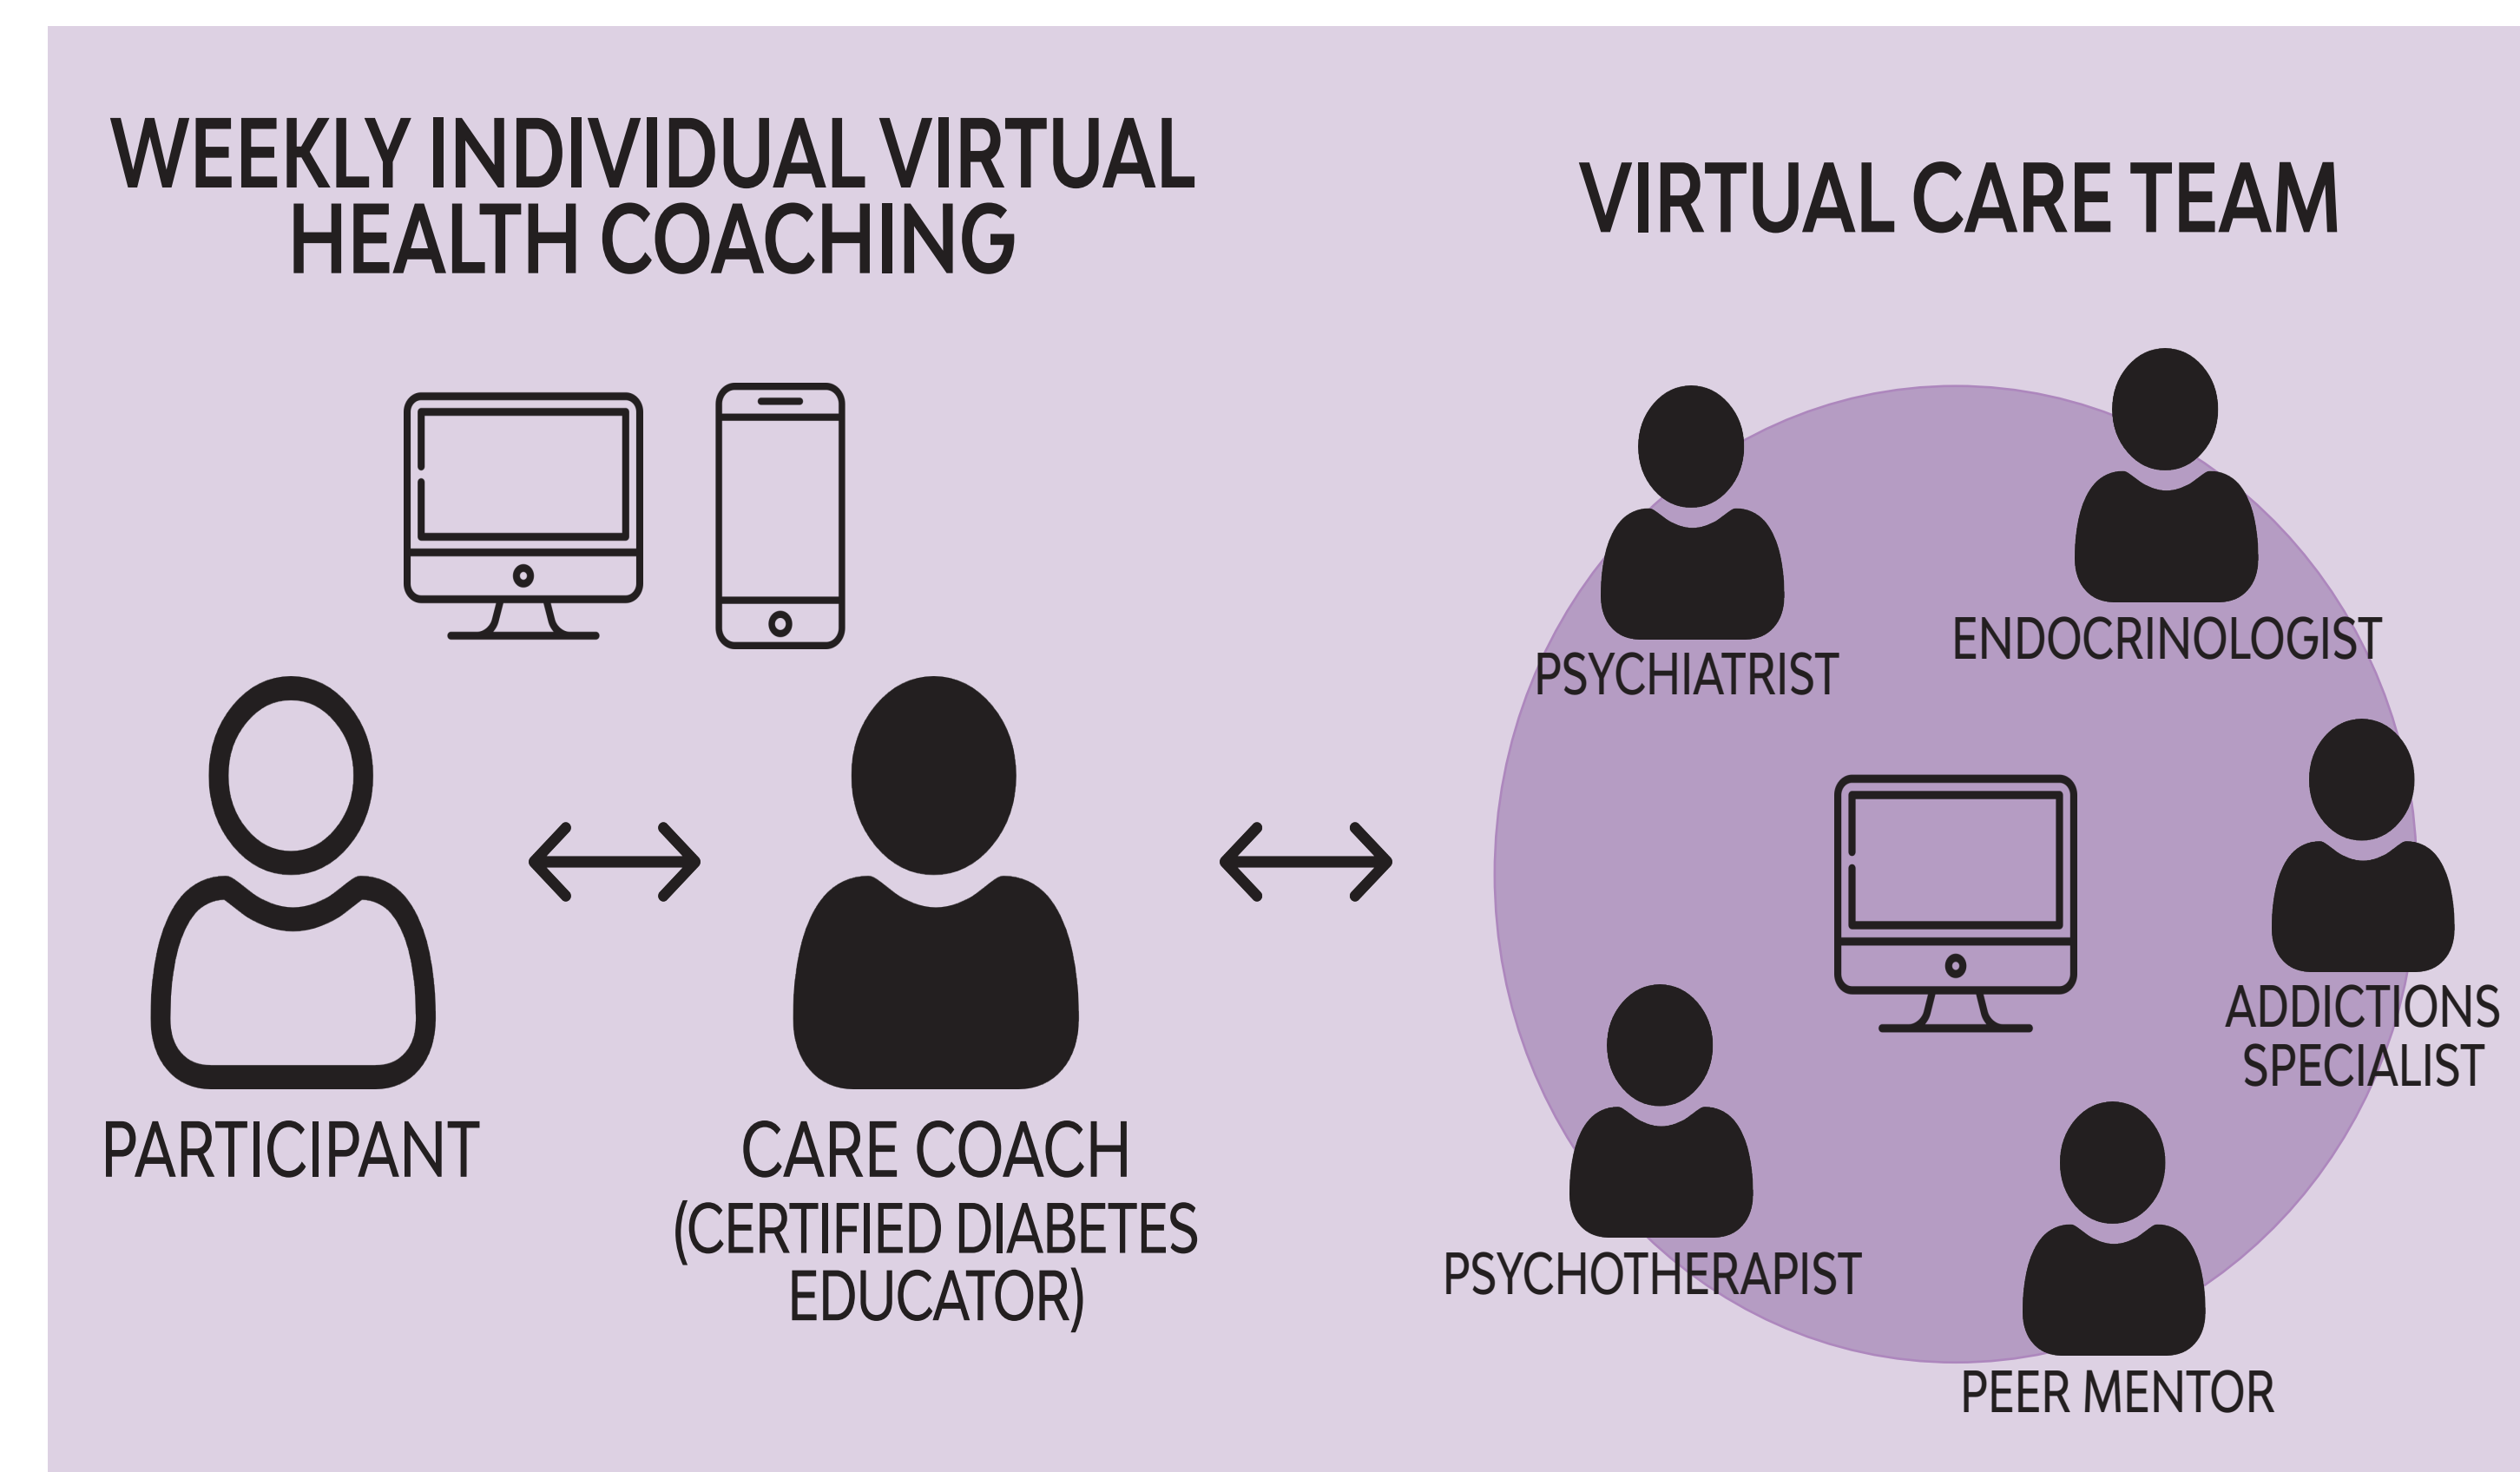 WEEKLY INDIVIDUAL VIRTUAL
HEALTH COACHING
PARTICIPANT
CARE COACH
(CERTIFIED DIABETES
EDUCATOR)
VIRTUAL CARE TEAM
PSYCHIATRIST
ENDOCRINOLOGIST
ADDICTIONS
SPECIALIST
PSYCHOTHERAPIST
PEER MENTOR